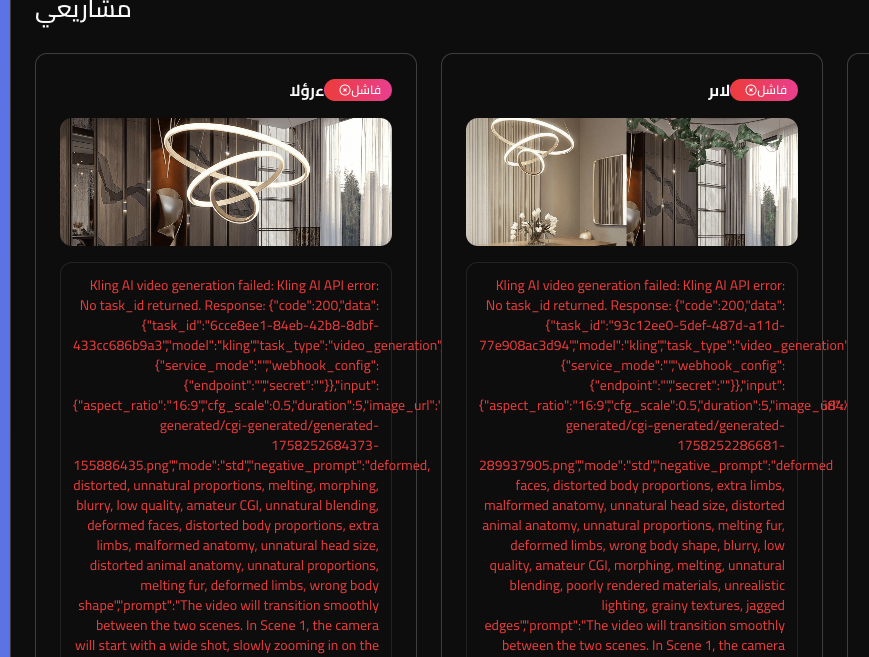 مشاريعي
فاشل
الاؤرء
Kling AI video generation failed: Kling AI API error:
No task_id returned. Response: {"code":200,"data":
{"task_id":"6cce8ee1-84eb-42b8-8dbf-
433cc686b9a3","model":"kling","task_type":"video_generation"
{"service_mode":"","webhook_config":
{"endpoint":"","secret":""}},"input":
{"aspect_ratio":"16:9","cfg_scale":0.5,"duration":5,"image_url":"
generated/cgi-generated/generated-
1758252684373-
155886435.png","mode":"std","negative_prompt":"deformed,
distorted, unnatural proportions, melting, morphing,
blurry, low quality, amateur CGI, unnatural blending,
deformed faces, distorted body proportions, extra
limbs, malformed anatomy, unnatural head size,
distorted animal anatomy, unnatural proportions,
melting fur, deformed limbs, wrong body
shape","prompt":"The video will transition smoothly
between the two scenes. In Scene 1, the camera
will start with a wide shot, slowly zooming in on the
فاشل
لابر
Kling AI video generation failed: Kling AI API error:
No task_id returned. Response: {"code":200,"data":
{"task_id":"93c12ee0-5def-487d-a11d-
77e908ac3d94","model":"kling","task_type":"video_generation"
{"service_mode":"","webhook_config":
{"endpoint":"","secret":""}},"input":
{"aspect_ratio":"16:9","cfg_scale":0.5,"duration":5,"image_url":
generated/cgi-generated/generated-
1758252286681-
289937905.png","mode":"std","negative_prompt":"deformed
faces, distorted body proportions, extra limbs,
malformed anatomy, unnatural head size, distorted
animal anatomy, unnatural proportions, melting fur,
deformed limbs, wrong body shape, blurry, low
quality, amateur CGI, morphing, melting, unnatural
blending, poorly rendered materials, unrealistic
lighting, grainy textures, jagged
edges","prompt":"The video will transition smoothly
between the two scenes. In Scene 1, the camera